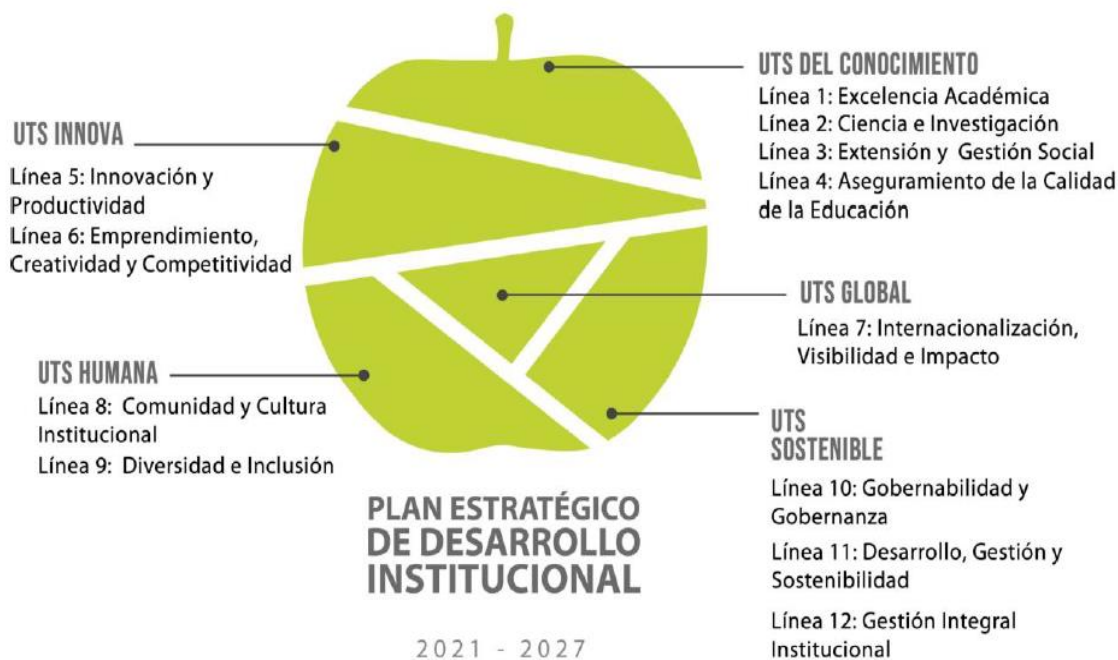 UTS DEL CONOCIMIENTO
Línea 1: Excelencia Académica
Línea 2: Ciencia e Investigación
Línea 3: Extensión y Gestión Social
Línea 4: Aseguramiento de la Calidad
de la Educación
UTS INNOVA
Línea 5: Innovación y
Productividad
Línea 6: Emprendimiento,
Creatividad y Competitividad
UTS GLOBAL
Línea 7: Internacionalización,
Visibilidad e Impacto
UTS HUMANA
Línea 8: Comunidad y Cultura
Institucional
Línea 9: Diversidad e Inclusión
UTS
SOSTENIBLE
Línea 10: Gobernabilidad y
Gobernanza
Línea 11: Desarrollo, Gestión y
Sostenibilidad
Línea 12: Gestión Integral
Institucional
PLAN ESTRATÉGICO
DE DESARROLLO
INSTITUCIONAL
2021 - 2027